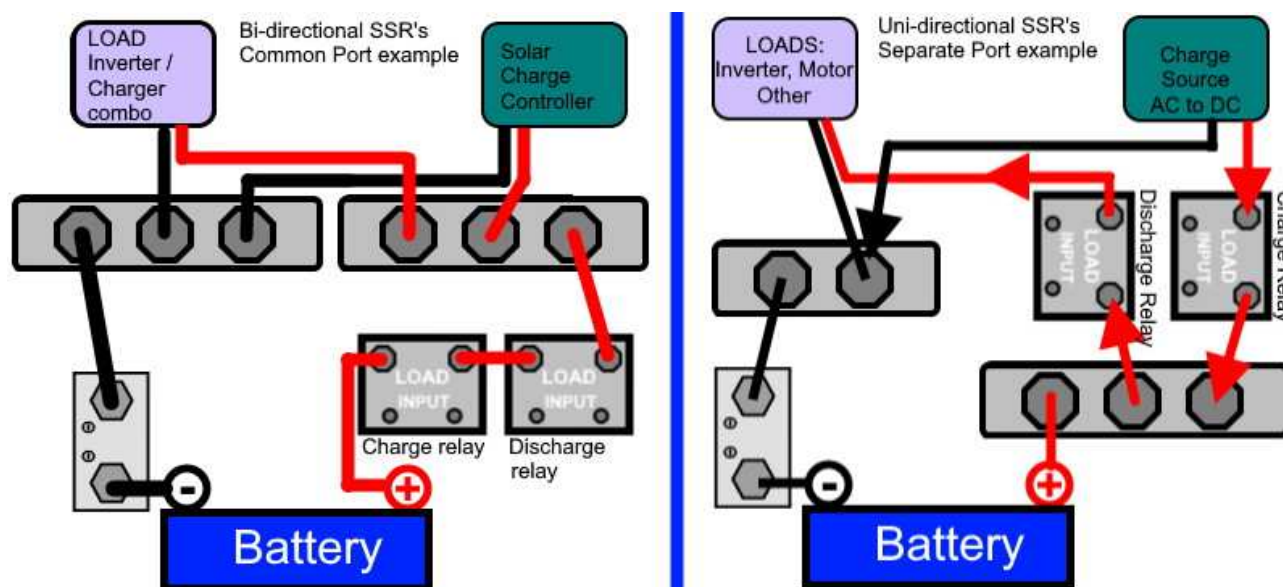 LOAD
Inverter /
Charger
combo
Bi-directional SSR's
Common Port example
Solar
Charge
Controller
LOAD
INPUT
LOAD
INPUT
Charge relay
Discharge
relay
-
+
Battery
LOADS:
Inverter, Motor
Other
Uni-directional SSR's
Separate Port example
Charge
Source
AC to DC
LOAD
INPUT
Discharge Relay
LOAD
INPUT
Charge Relay
-
+
Battery